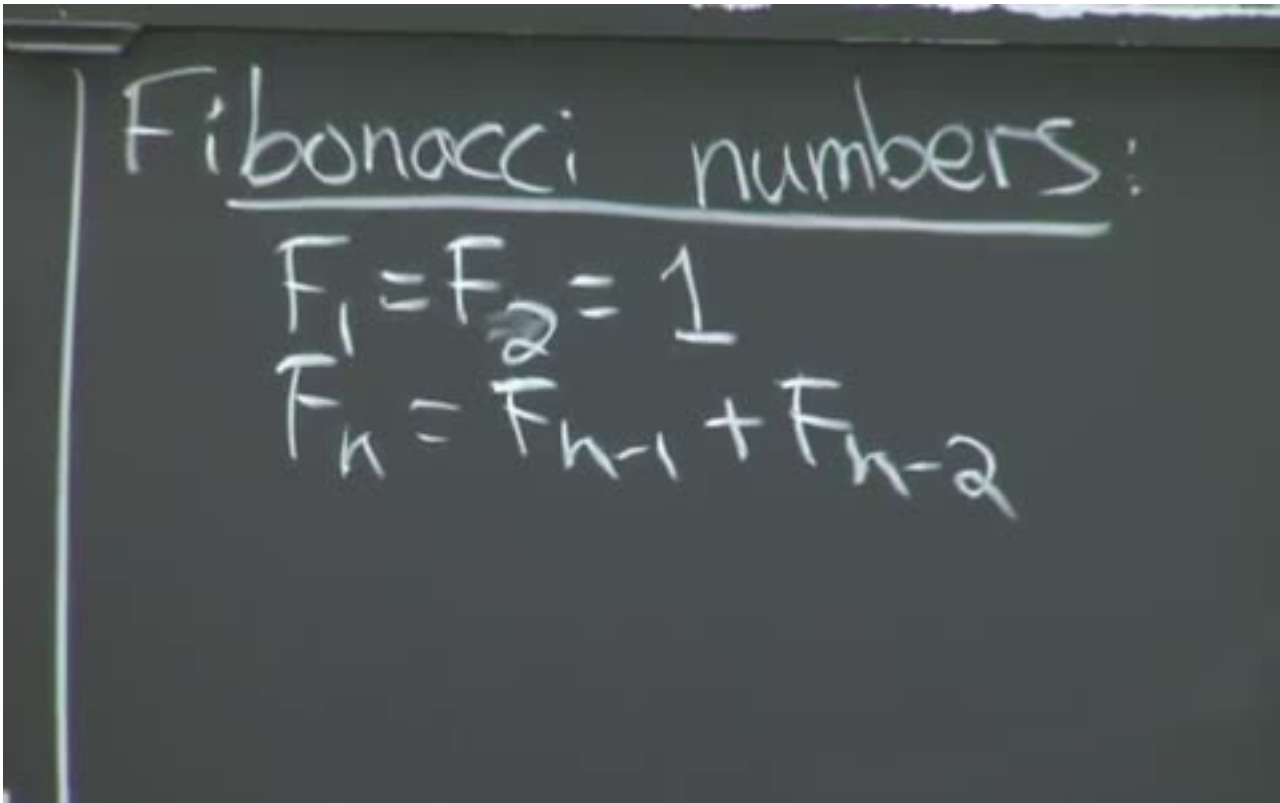 Fibonacci numbers:
F₁ = F₂ = 1
Fₙ = Fₙ₋₁ + Fₙ₋₂